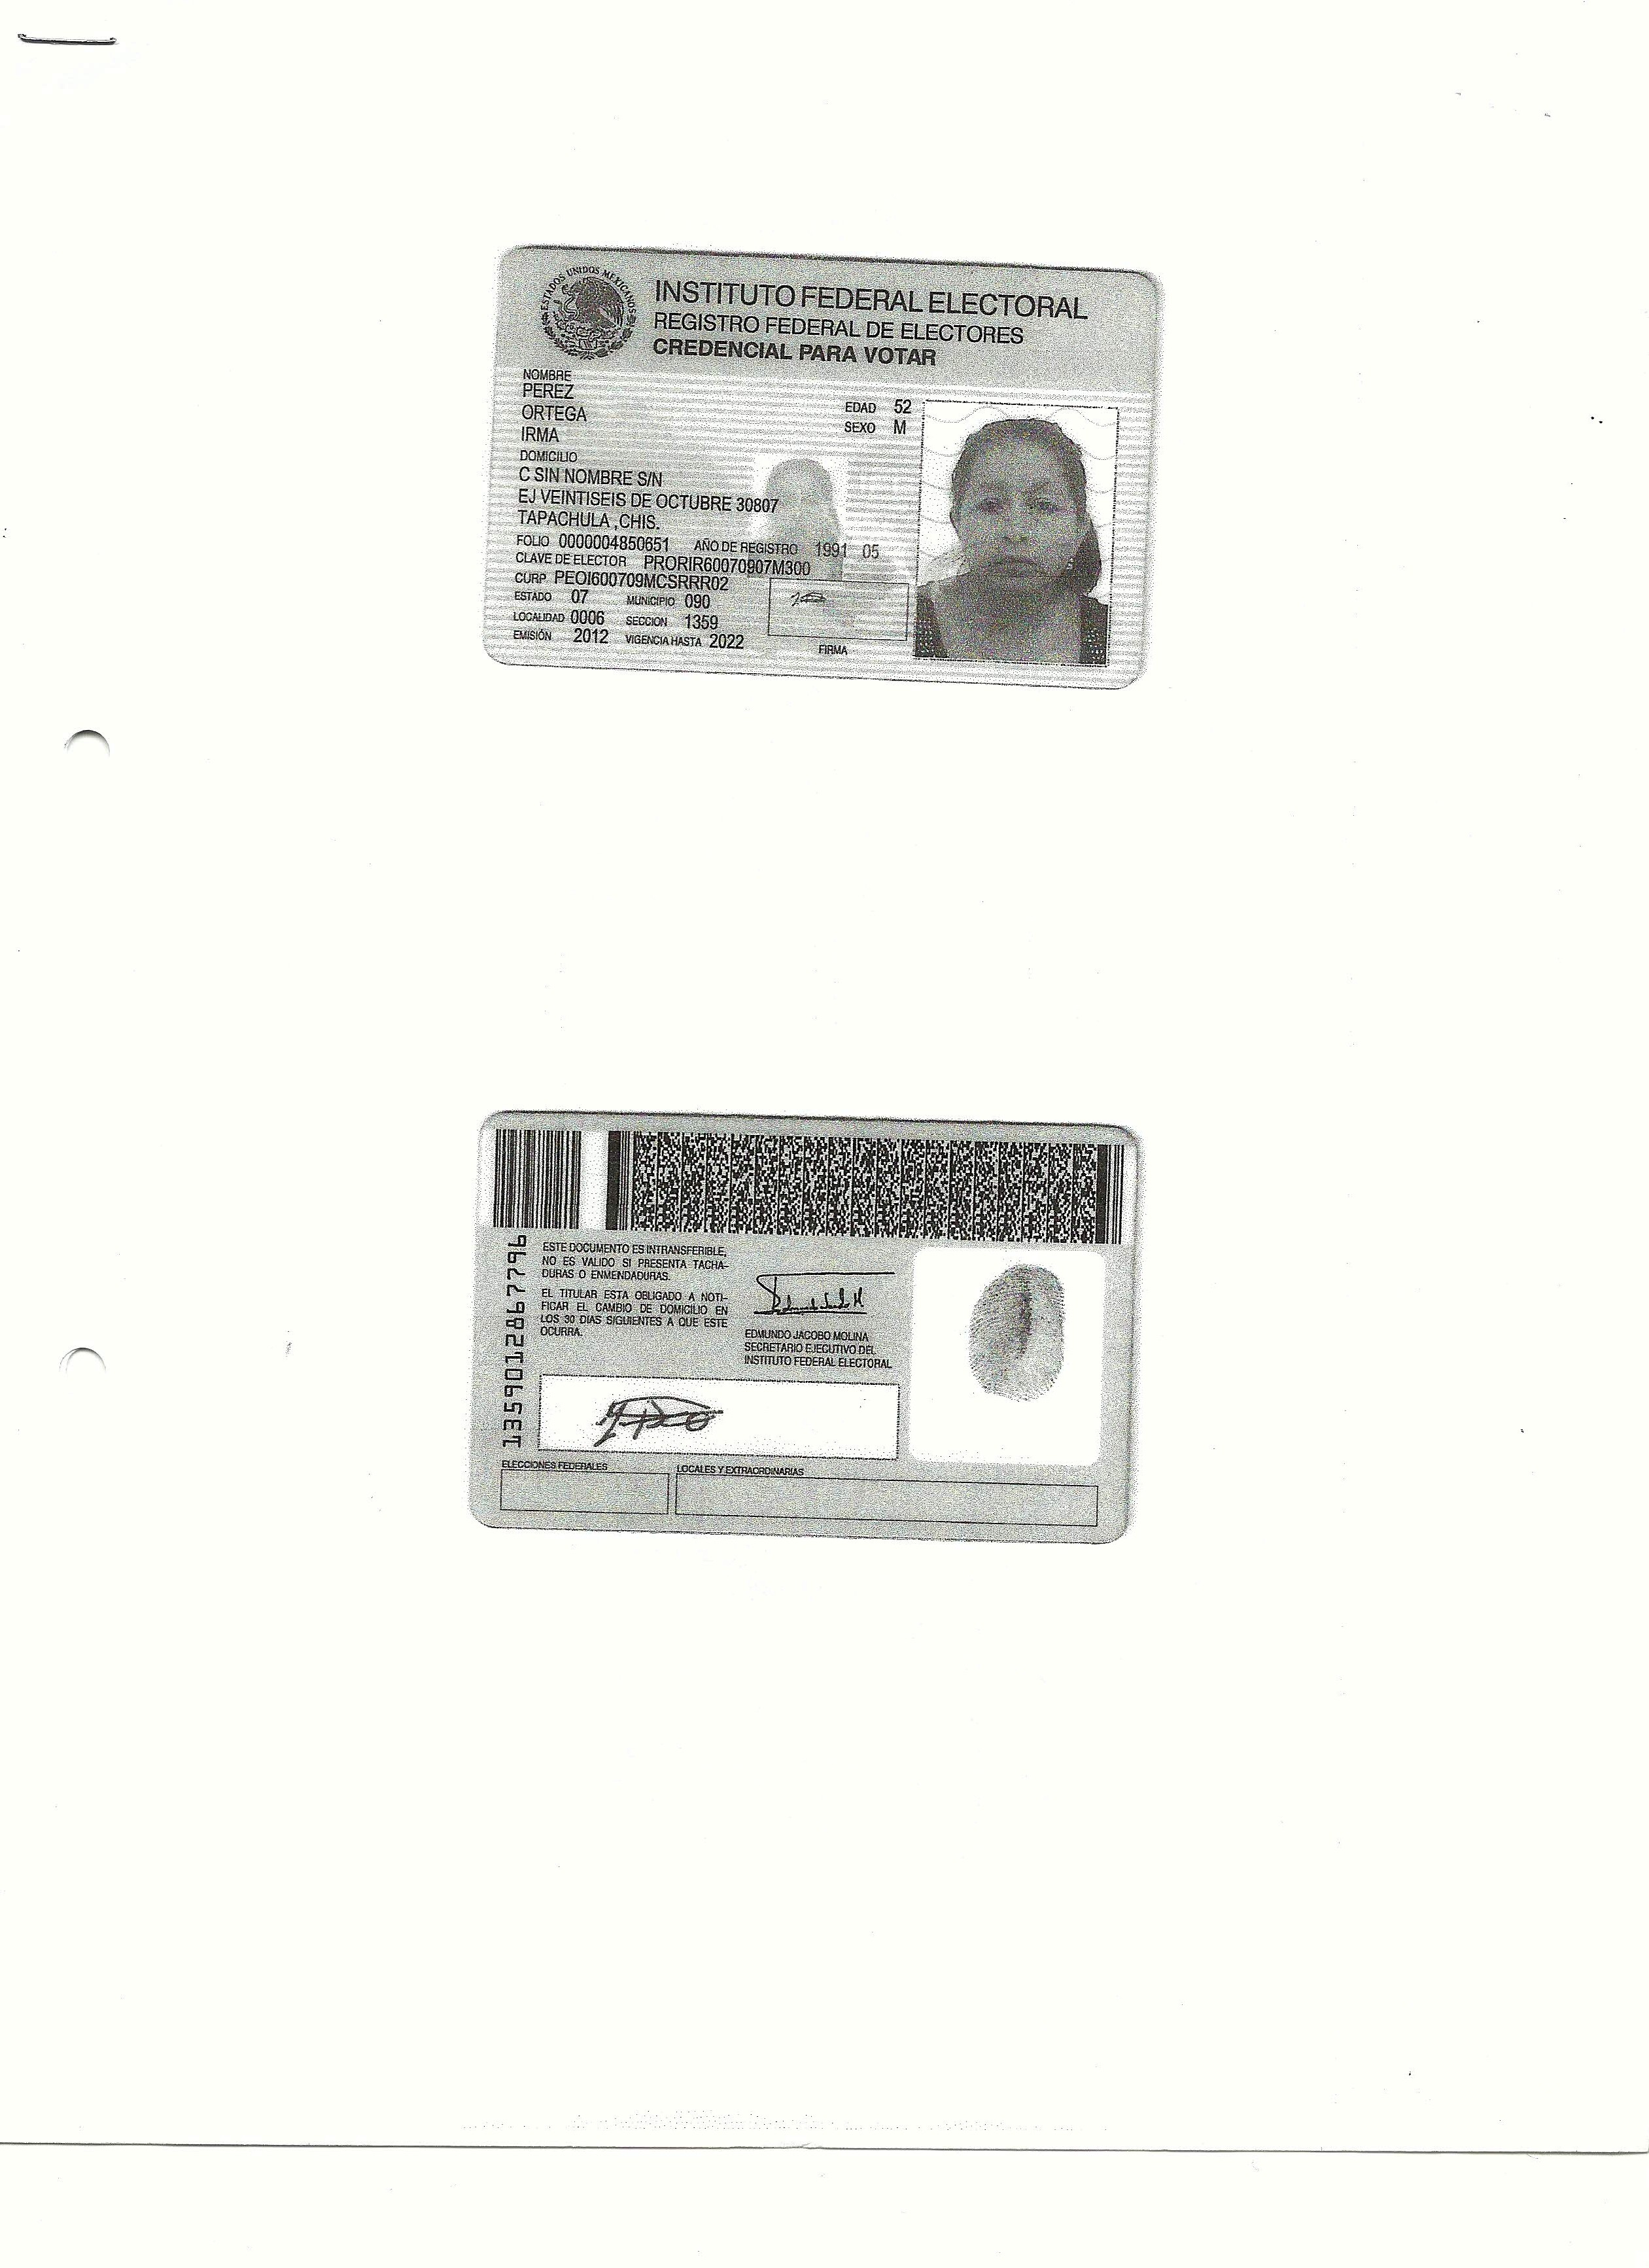 ESTADOS UNIDOS MEXICANOS
INSTITUTO FEDERAL ELECTORAL
REGISTRO FEDERAL DE ELECTORES
CREDENCIAL PARA VOTAR
NOMBRE
PEREZ
ORTEGA
IRMA
EDAD 52
SEXO M
DOMICILIO
C SIN NOMBRE S/N
EJ VEINTISEIS DE OCTUBRE 30807
TAPACHULA ,CHIS.
FOLIO 0000004850651 AÑO DE REGISTRO 1991 05
CLAVE DE ELECTOR PRORIR60070907M300
CURP PEOI600709MCSRRR02
ESTADO 07 MUNICIPIO 090
LOCALIDAD 0006 SECCION 1359
EMISIÓN 2012 VIGENCIA HASTA 2022
FIRMA
1359012867796
ESTE DOCUMENTO ES INTRANSFERIBLE,
NO ES VALIDO SI PRESENTA TACHA-
DURAS O ENMENDADURAS.
EL TITULAR ESTA OBLIGADO A NOTI-
FICAR EL CAMBIO DE DOMICILIO EN
LOS 30 DIAS SIGUIENTES A QUE ESTE
OCURRA.
EDMUNDO JACOBO MOLINA
SECRETARIO EJECUTIVO DEL
INSTITUTO FEDERAL ELECTORAL
ELECCIONES FEDERALES
LOCALES Y EXTRAORDINARIAS